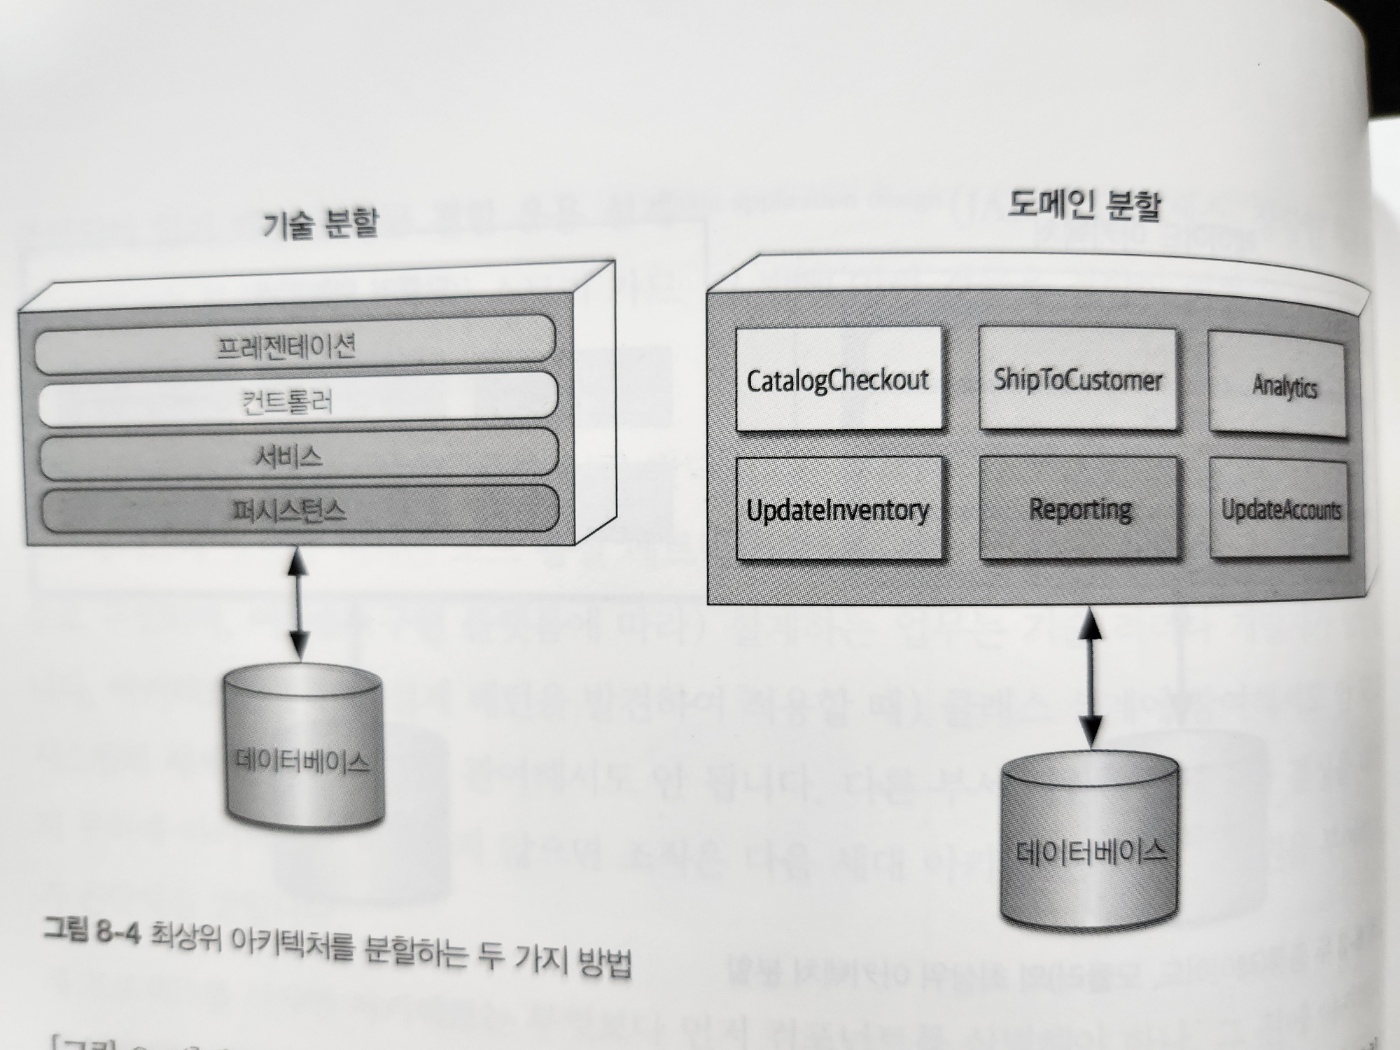 기술 분할
프레젠테이션
컨트롤러
서비스
퍼시스턴스
데이터베이스
도메인 분할
CatalogCheckout
ShipToCustomer
Analytics
UpdateInventory
Reporting
UpdateAccounts
데이터베이스
그림 8-4 최상위 아키텍처를 분할하는 두 가지 방법